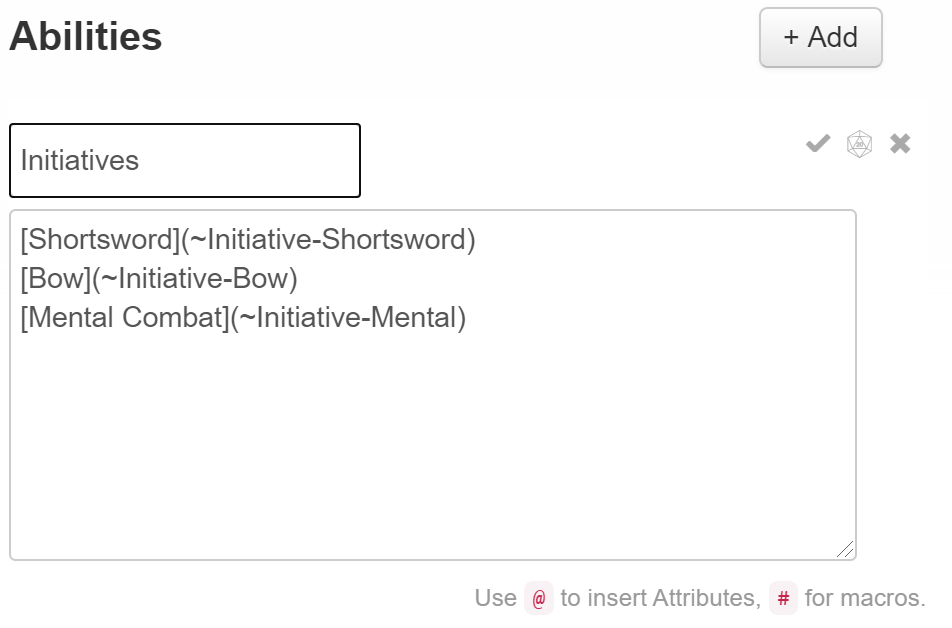 Abilities
+ Add
Initiatives
[Shortsword](~Initiative-Shortsword)
[Bow](~Initiative-Bow)
[Mental Combat](~Initiative-Mental)
Use @ to insert Attributes, # for macros.